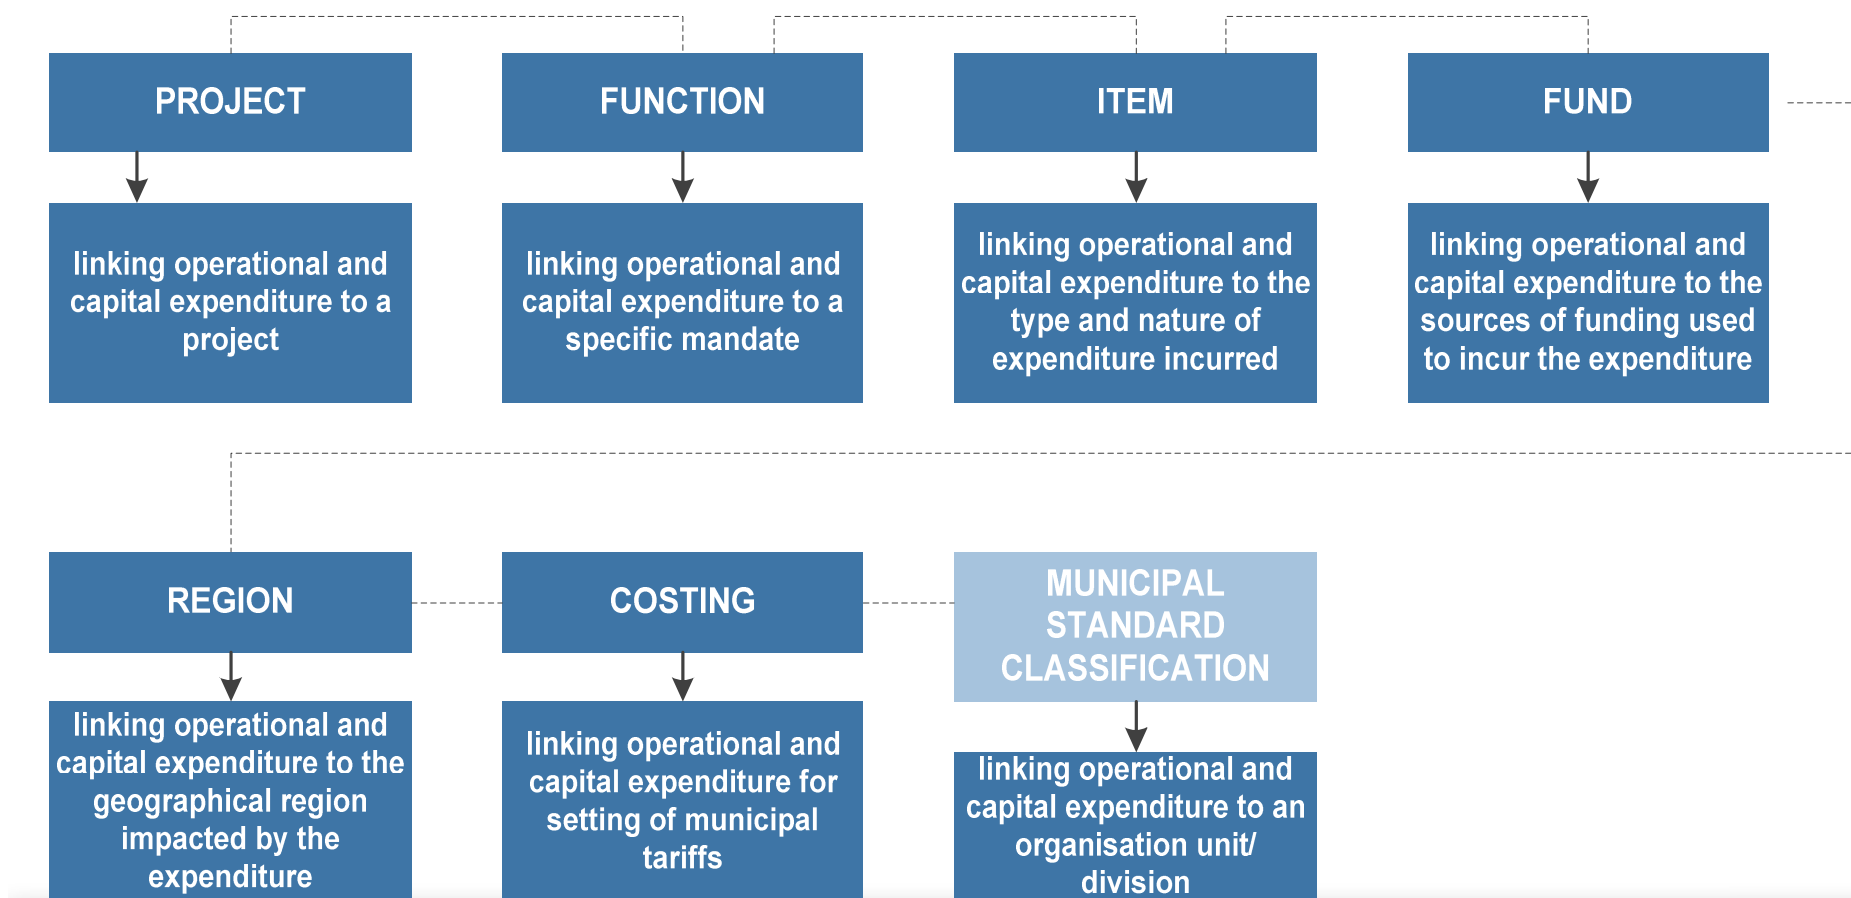 PROJECT
FUNCTION
ITEM
FUND
linking operational and
capital expenditure to a
project
linking operational and
capital expenditure to a
specific mandate
linking operational and
capital expenditure to the
type and nature of
expenditure incurred
linking operational and
capital expenditure to the
sources of funding used
to incur the expenditure
REGION
COSTING
MUNICIPAL
STANDARD
CLASSIFICATION
linking operational and
capital expenditure to the
geographical region
impacted by the
expenditure
linking operational and
capital expenditure for
setting of municipal
tariffs
linking operational and
capital expenditure to an
organisation unit/
division